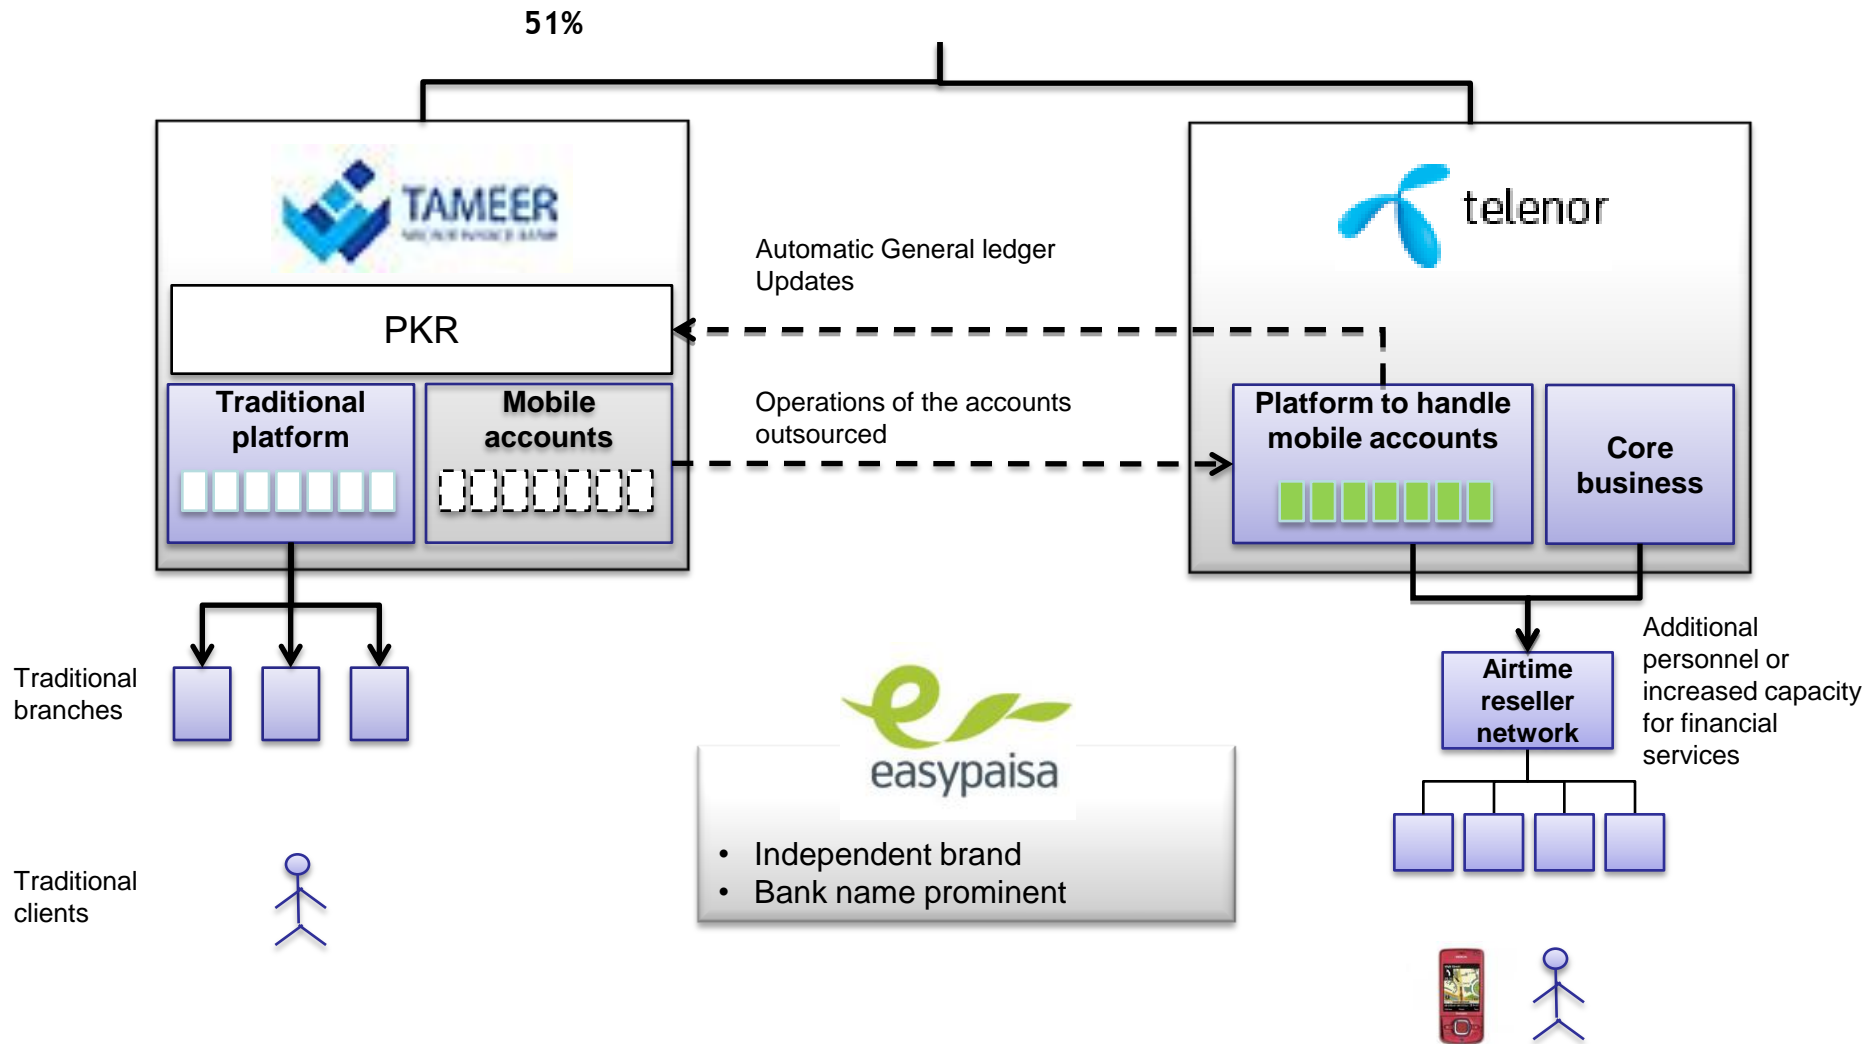 51%
TAMEER
MICROFINANCE BANK
telenor
Automatic General ledger
Updates
PKR
Traditional
platform
Mobile
accounts
Operations of the accounts
outsourced
Platform to handle
mobile accounts
Core
business
Traditional
branches
Airtime
reseller
network
Additional
personnel or
increased capacity
for financial
services
easypaisa
• Independent brand
• Bank name prominent
Traditional
clients